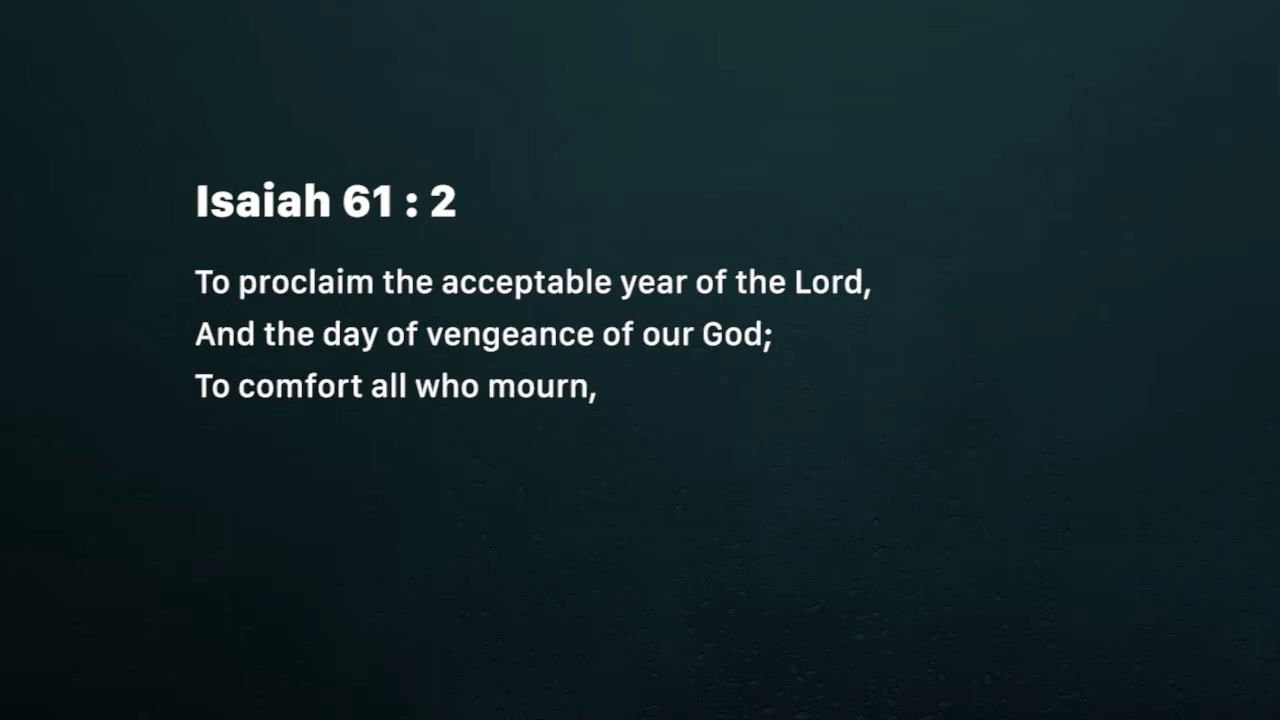 Isaiah 61 : 2
To proclaim the acceptable year of the Lord,
And the day of vengeance of our God;
To comfort all who mourn,